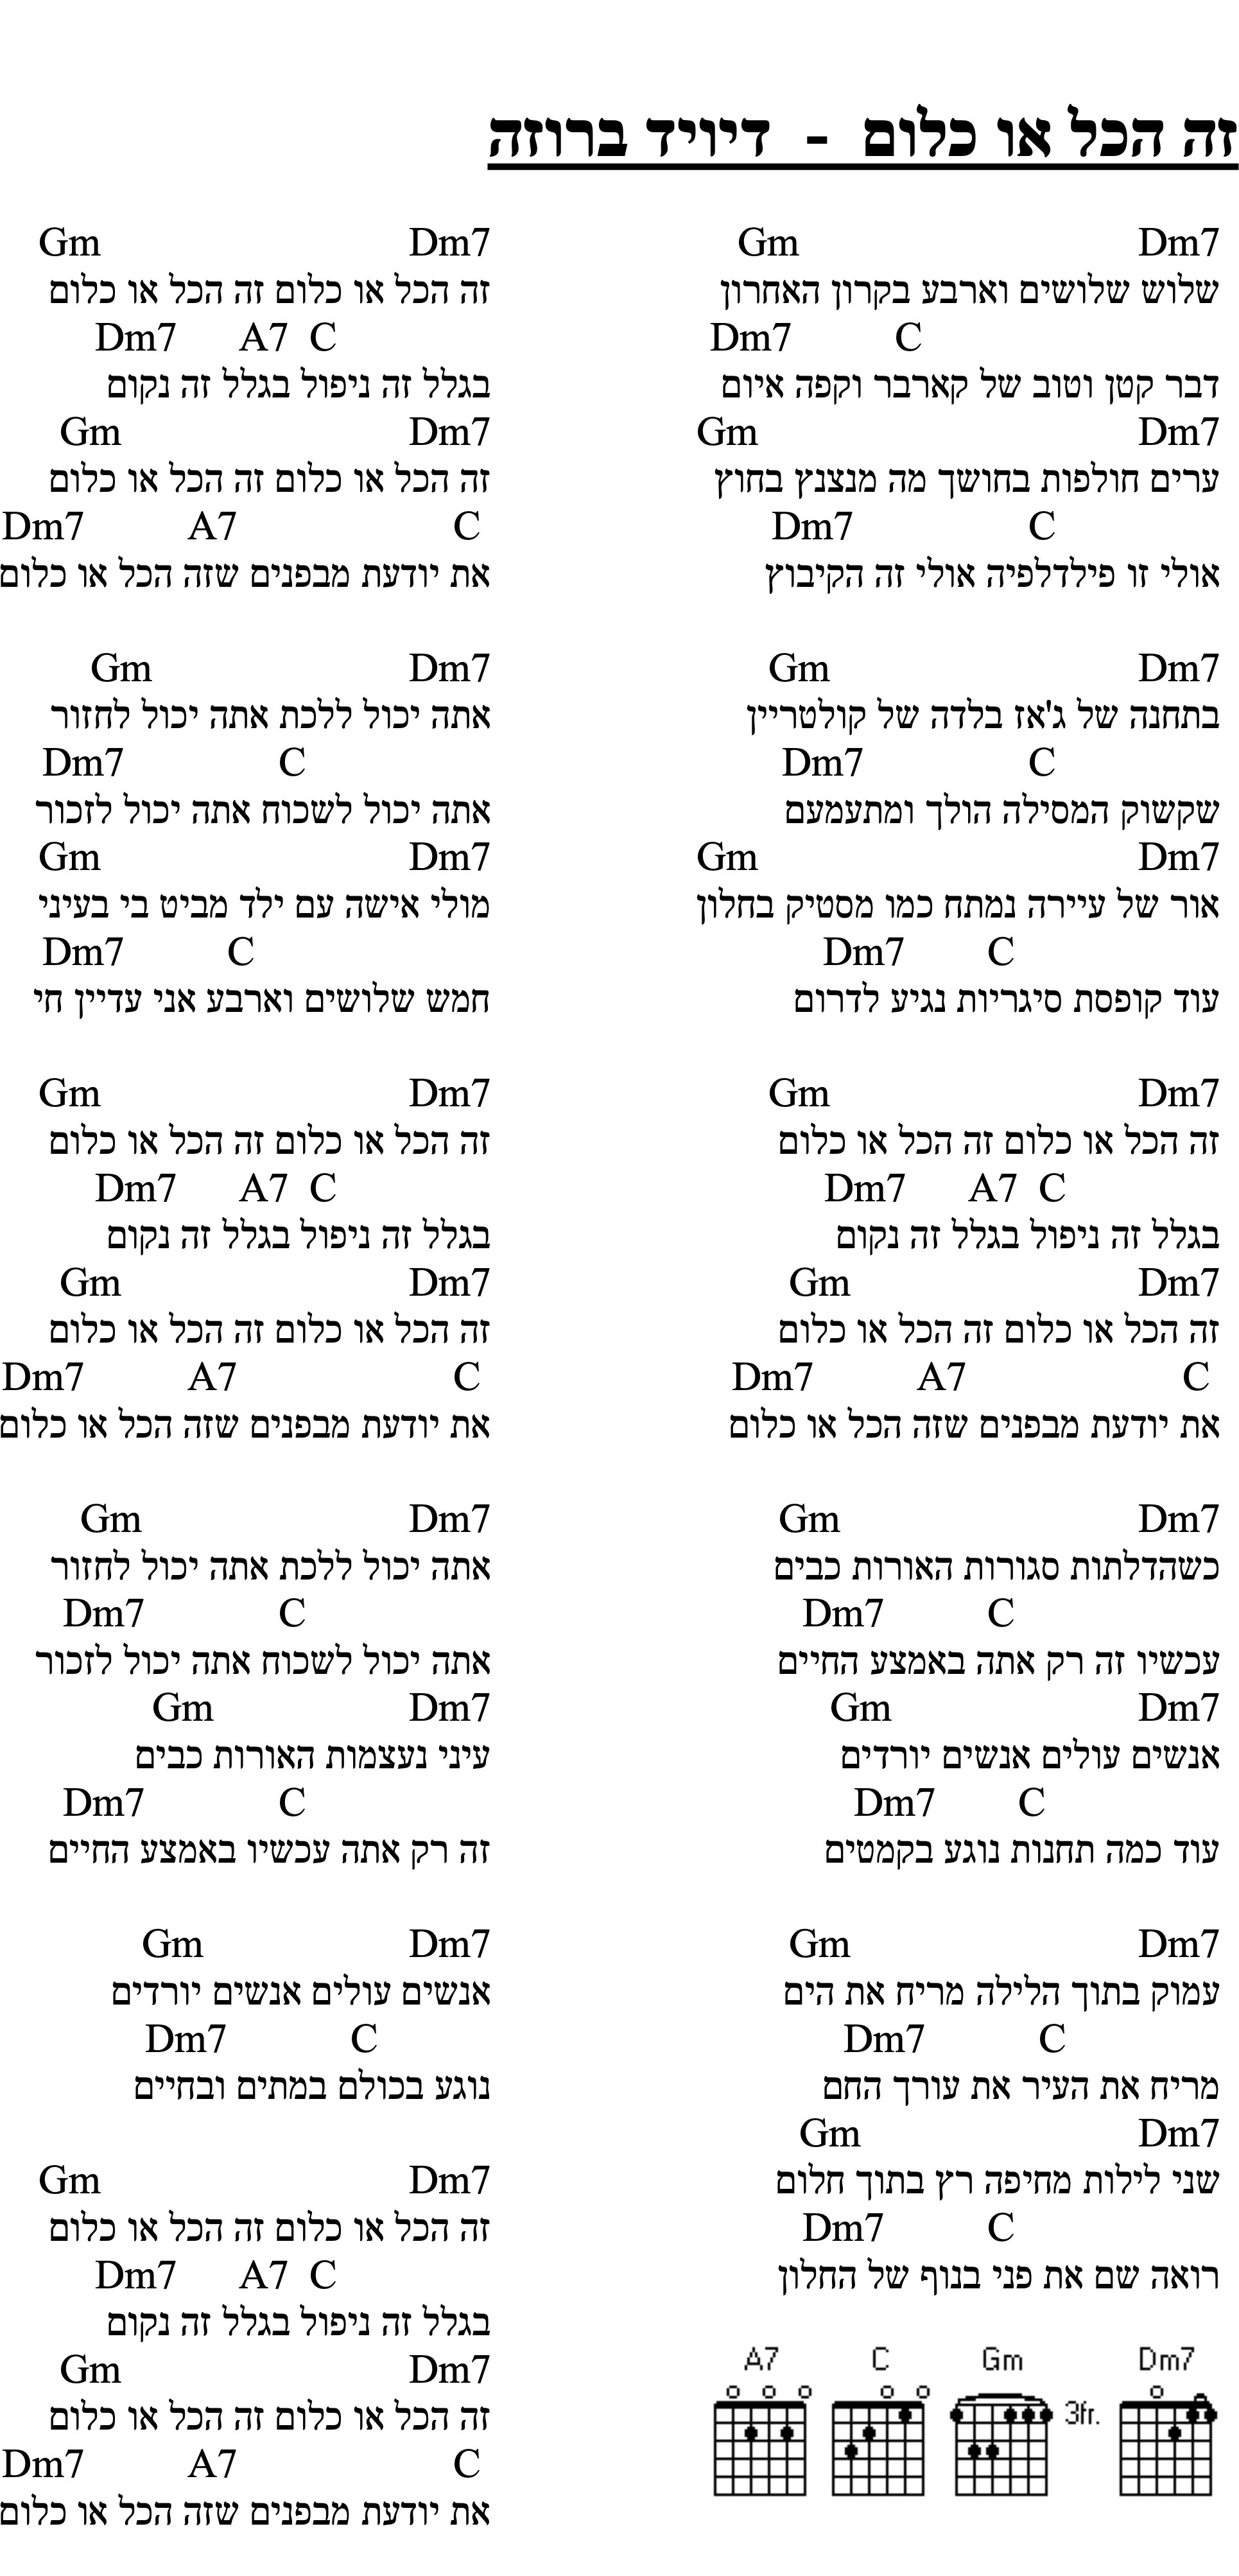 זה הכל או כלום - דיויד ברוזה
Gm Dm7
שלוש שלושים וארבע בקרון האחרון
Dm7 C
דבר קטן וטוב של קארבר וקפה איום
Gm Dm7
ערים חולפות בחושך מה מנצנץ בחוץ
Dm7 C
אולי זו פילדלפיה אולי זה הקיבוץ
Gm Dm7
בתחנה של ג'אז בלדה של קולטריין
Dm7 C
שקשוק המסילה הולך ומתעמעם
Gm Dm7
אור של עיירה נמתח כמו מסטיק בחלון
Dm7 C
עוד קופסת סיגריות נגיע לדרום
Gm Dm7
זה הכל או כלום זה הכל או כלום
Dm7 A7 C
בגלל זה ניפול בגלל זה נקום
Gm Dm7
זה הכל או כלום זה הכל או כלום
Dm7 A7 C
את יודעת מבפנים שזה הכל או כלום
Gm Dm7
כשהדלתות סגורות האורות כבים
Dm7 C
עכשיו זה רק אתה באמצע החיים
Gm Dm7
אנשים עולים אנשים יורדים
Dm7 C
עוד כמה תחנות נוגע בקמטים
Gm Dm7
עמוק בתוך הלילה מריח את הים
Dm7 C
מריח את העיר את עורך החם
Gm Dm7
שני לילות מחיפה רץ בתוך חלום
Dm7 C
רואה שם את פני בנוף של החלון
A7 C Gm Dm7
3fr.
Gm Dm7
זה הכל או כלום זה הכל או כלום
Dm7 A7 C
בגלל זה ניפול בגלל זה נקום
Gm Dm7
זה הכל או כלום זה הכל או כלום
Dm7 A7 C
את יודעת מבפנים שזה הכל או כלום
Gm Dm7
אתה יכול ללכת אתה יכול לחזור
Dm7 C
אתה יכול לשכוח אתה יכול לזכור
Gm Dm7
מולי אישה עם ילד מביט בי בעיני
Dm7 C
חמש שלושים וארבע אני עדיין חי
Gm Dm7
זה הכל או כלום זה הכל או כלום
Dm7 A7 C
בגלל זה ניפול בגלל זה נקום
Gm Dm7
זה הכל או כלום זה הכל או כלום
Dm7 A7 C
את יודעת מבפנים שזה הכל או כלום
Gm Dm7
אתה יכול ללכת אתה יכול לחזור
Dm7 C
אתה יכול לשכוח אתה יכול לזכור
Gm Dm7
עיני נעצמות האורות כבים
Dm7 C
זה רק אתה עכשיו באמצע החיים
Gm Dm7
אנשים עולים אנשים יורדים
Dm7 C
נוגע בכולם במתים ובחיים
Gm Dm7
זה הכל או כלום זה הכל או כלום
Dm7 A7 C
בגלל זה ניפול בגלל זה נקום
Gm Dm7
זה הכל או כלום זה הכל או כלום
Dm7 A7 C
את יודעת מבפנים שזה הכל או כלום